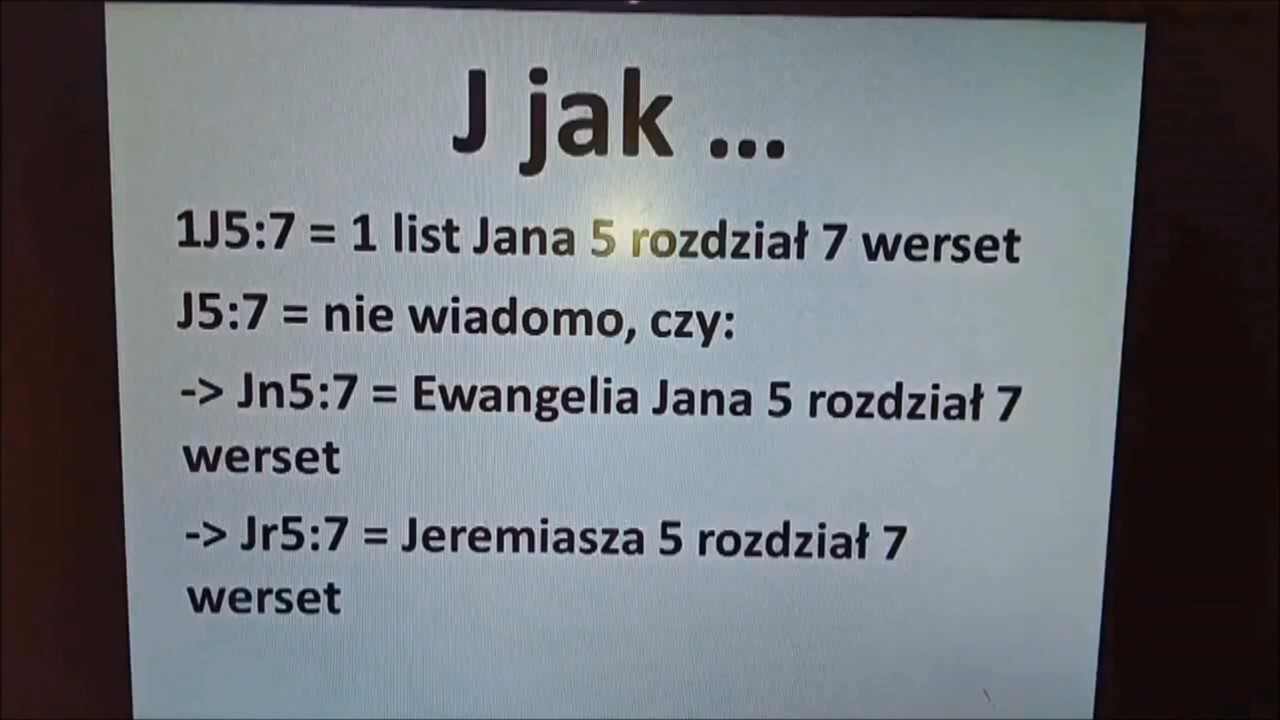 J jak ...
1J5:7 = 1 list Jana 5 rozdział 7 werset
J5:7 = nie wiadomo, czy:
-> Jn5:7 = Ewangelia Jana 5 rozdział 7
werset
-> Jr5:7 = Jeremiasza 5 rozdział 7
werset